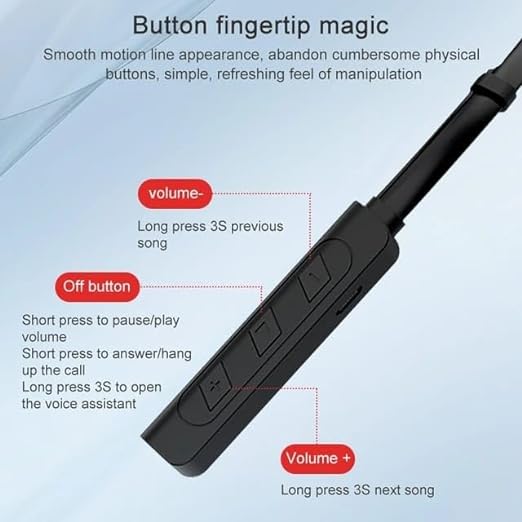 Button fingertip magic
Smooth motion line appearance, abandon cumbersome physical
buttons, simple, refreshing feel of manipulation
volume-
Long press 3S previous
song
Off button
Short press to pause/play
volume
Short press to answer/hang
up the call
Long press 3S to open
the voice assistant
+
Volume +
Long press 3S next song